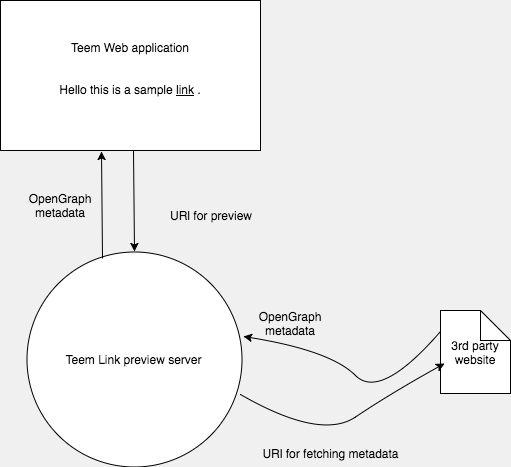 Teem Web application
Hello this is a sample link .
OpenGraph
metadata
URI for preview
OpenGraph
metadata
3rd party
website
Teem Link preview server
URI for fetching metadata